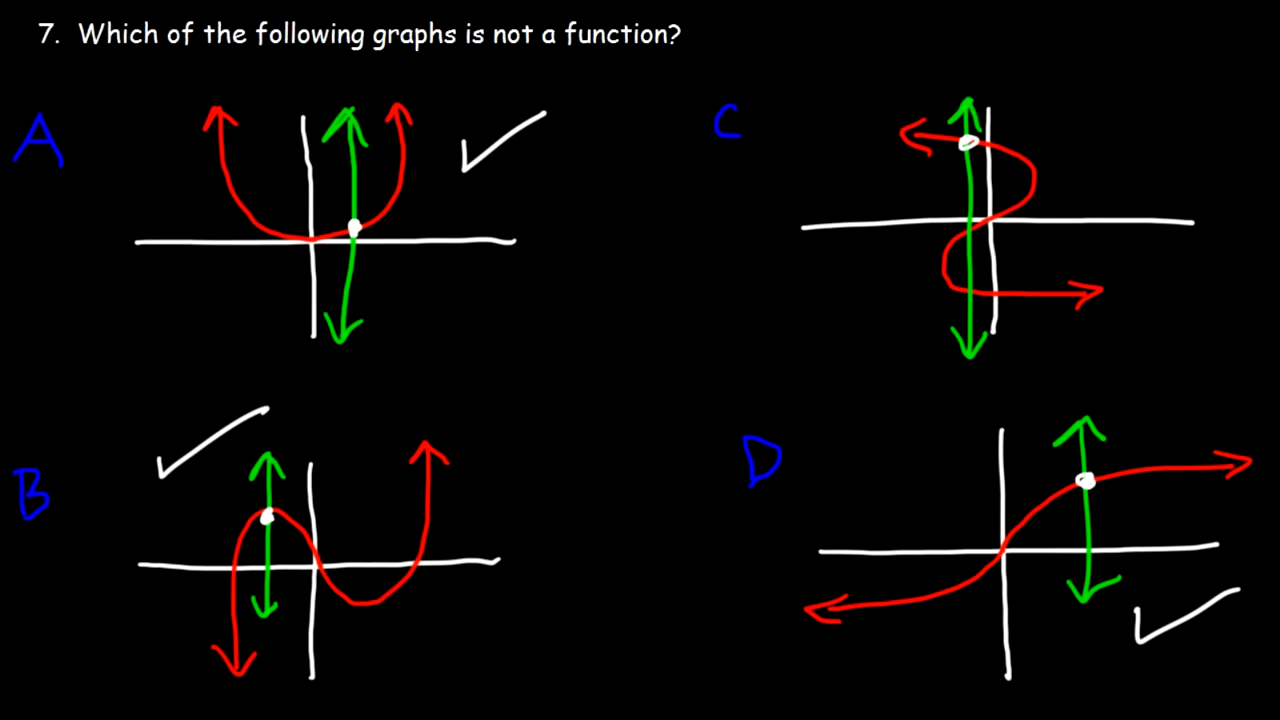 7. Which of the following graphs is not a function?
A
C
B
D